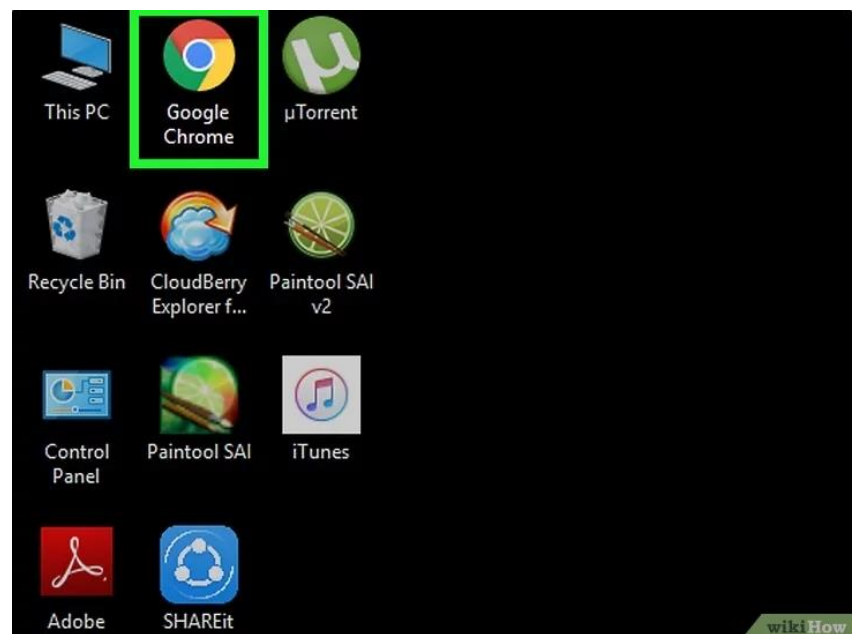 This PC
Google
Chrome
µTorrent
Recycle Bin
CloudBerry
Explorer f...
Paintool SAI
v2
Control
Panel
Paintool SAI
iTunes
Adobe
SHAREit
wikiHow